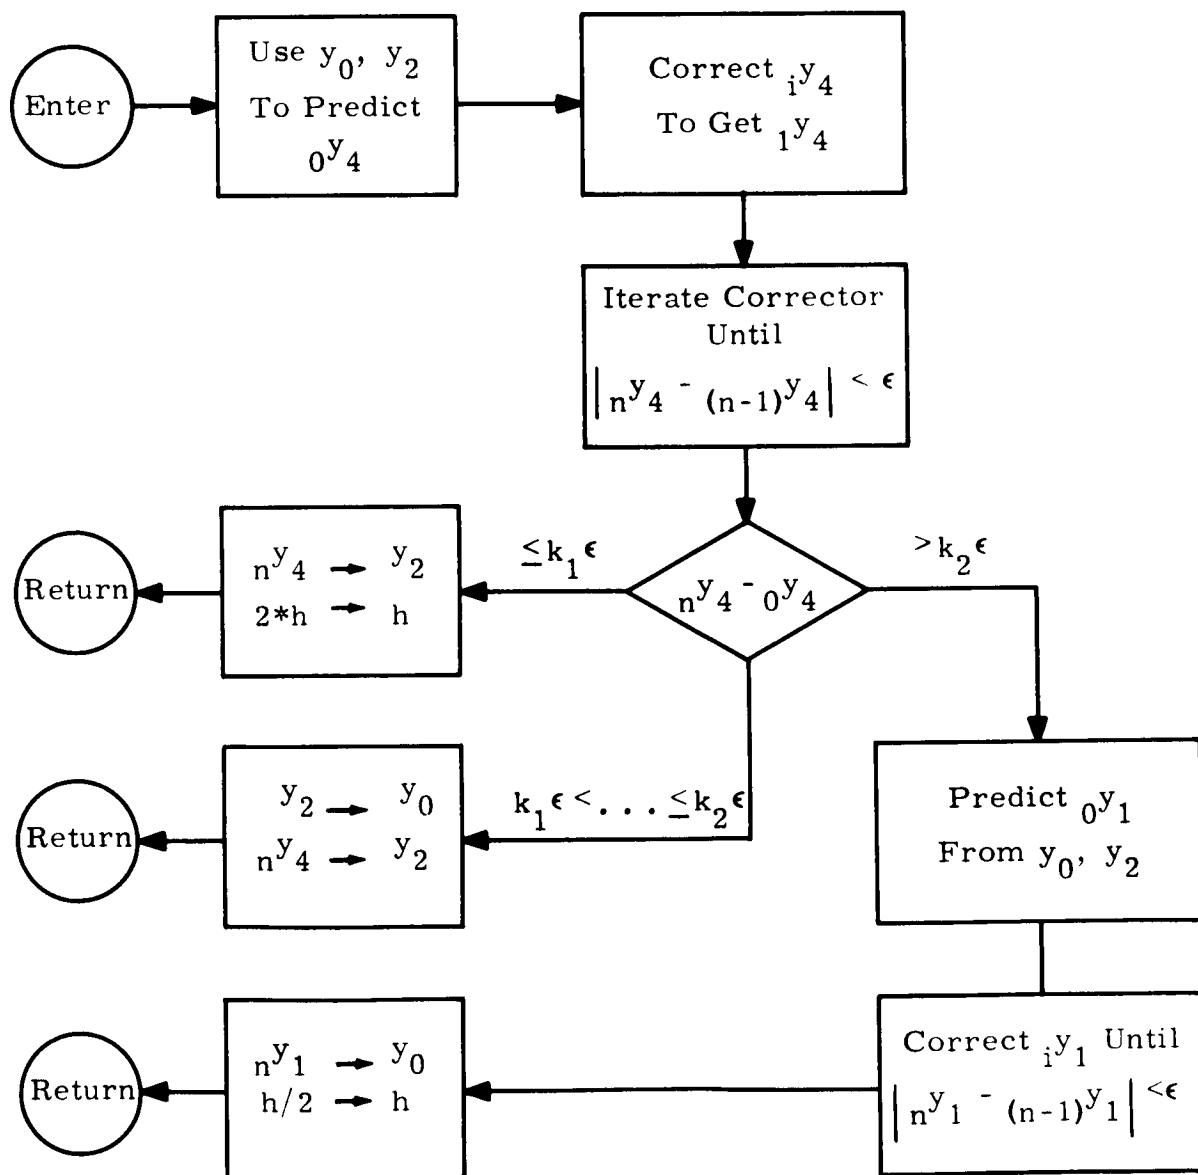 Enter
Use y₀, y₂
To Predict
₀y₄
Correct ᵢy₄
To Get ₁y₄
Iterate Corrector
Until
|ₙy₄ - ₍ₙ₋₁₎y₄| < ϵ
ₙy₄ - ₀y₄
≤k₁ϵ
>k₂ϵ
k₁ϵ <...≤k₂ϵ
ₙy₄ → y₂
2*h → h
Return
y₂ → y₀
ₙy₄ → y₂
Return
Predict ₀y₁
From y₀, y₂
Correct ᵢy₁ Until
|ₙy₁ - ₍ₙ₋₁₎y₁| <ϵ
ₙy₁ → y₀
h/2 → h
Return